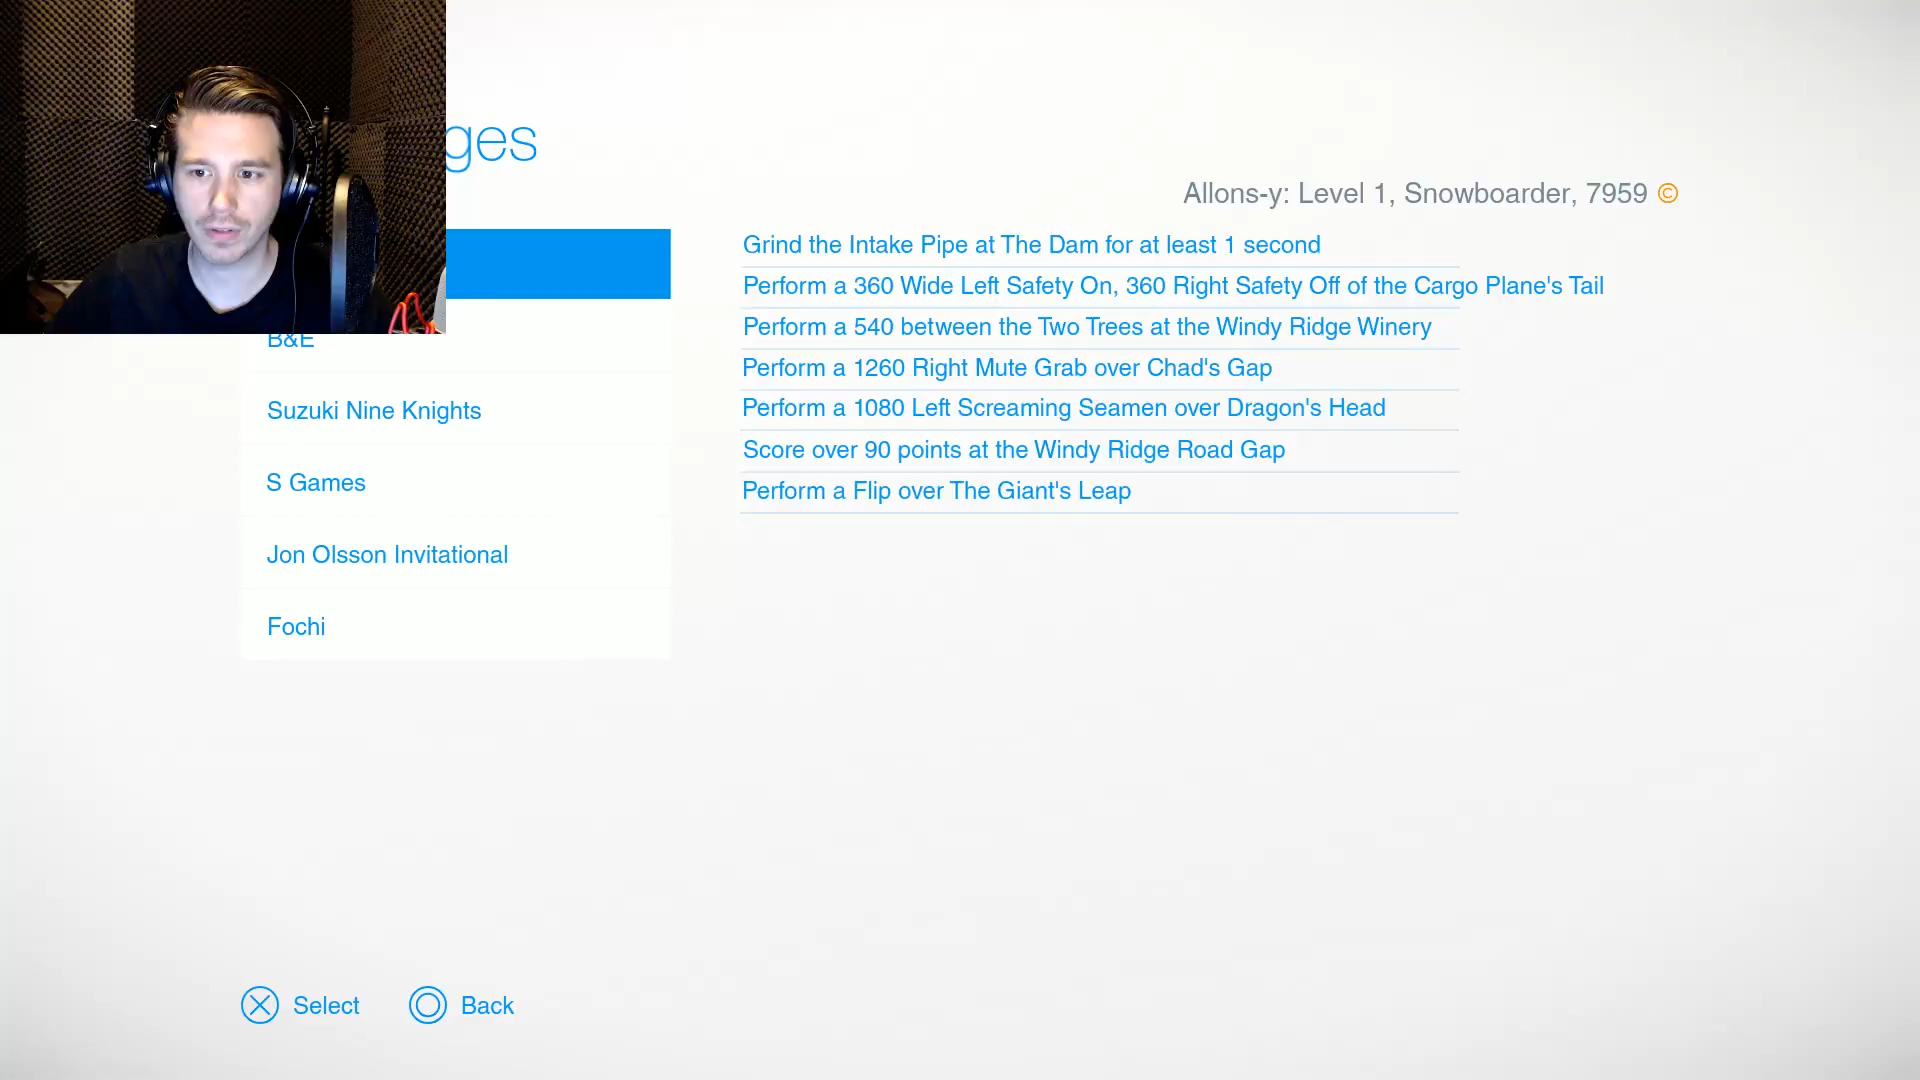 ges
Allons-y: Level 1, Snowboarder, 7959 ©
B&E
Suzuki Nine Knights
S Games
Jon Olsson Invitational
Fochi
Grind the Intake Pipe at The Dam for at least 1 second
Perform a 360 Wide Left Safety On, 360 Right Safety Off of the Cargo Plane's Tail
Perform a 540 between the Two Trees at the Windy Ridge Winery
Perform a 1260 Right Mute Grab over Chad's Gap
Perform a 1080 Left Screaming Seamen over Dragon's Head
Score over 90 points at the Windy Ridge Road Gap
Perform a Flip over The Giant's Leap
Select
Back